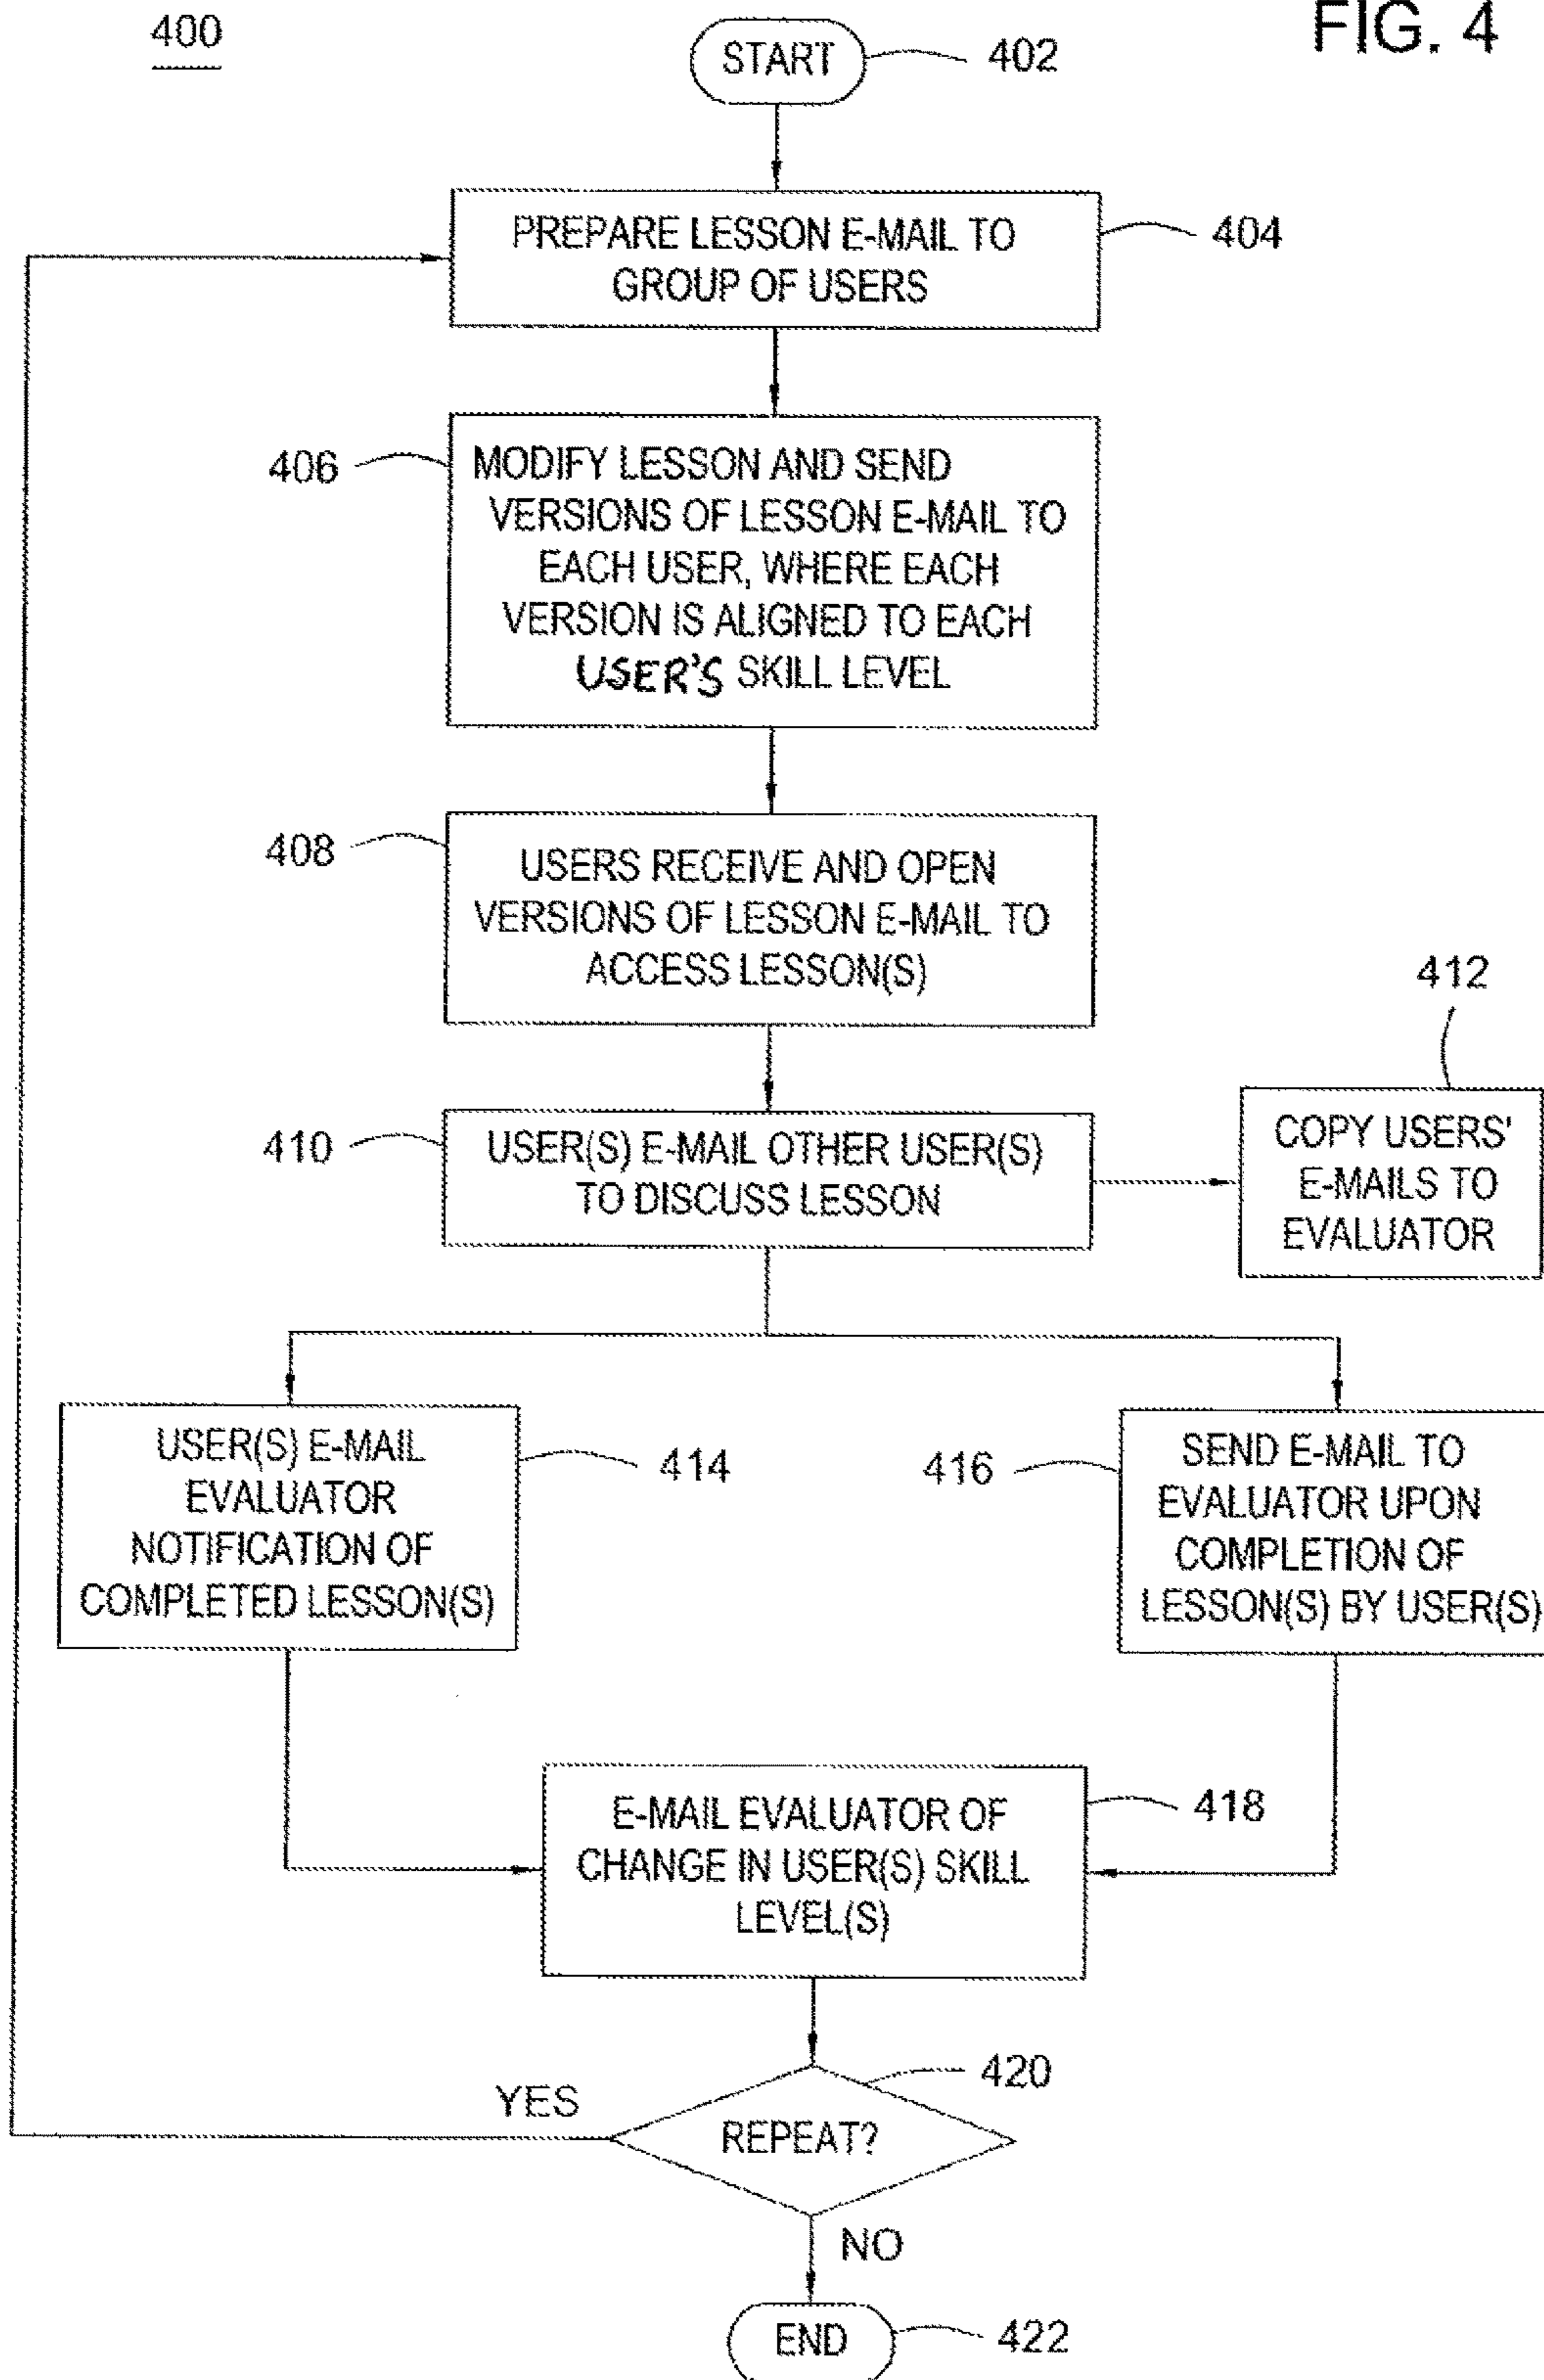 400
FIG. 4
START
402
PREPARE LESSON E-MAIL TO
GROUP OF USERS
404
406
MODIFY LESSON AND SEND
VERSIONS OF LESSON E-MAIL TO
EACH USER, WHERE EACH
VERSION IS ALIGNED TO EACH
USER'S SKILL LEVEL
408
USERS RECEIVE AND OPEN
VERSIONS OF LESSON E-MAIL TO
ACCESS LESSON(S)
412
410
USER(S) E-MAIL OTHER USER(S)
TO DISCUSS LESSON
COPY USERS'
E-MAILS TO
EVALUATOR
USER(S) E-MAIL
EVALUATOR
NOTIFICATION OF
COMPLETED LESSON(S)
414
416
SEND E-MAIL TO
EVALUATOR UPON
COMPLETION OF
LESSON(S) BY USER(S)
E-MAIL EVALUATOR OF
CHANGE IN USER(S) SKILL
LEVEL(S)
418
420
YES
REPEAT?
NO
END
422